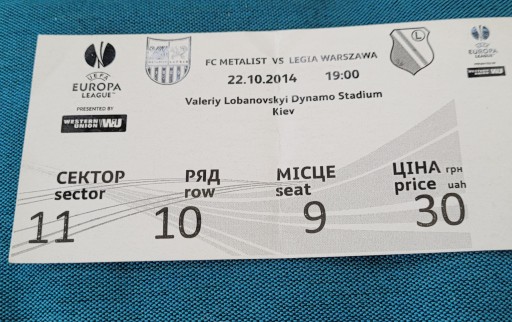 UEFA
EUROPA
LEAGUE
PRESENTED BY
WESTERN UNION WU
FC METALIST VS LEGIA WARSZAWA
22.10.2014 19:00
Valeriy Lobanovskyi Dynamo Stadium
Kiev
L
EUROPA
СЕКТОР
sector
11
РЯД
row
10
МІСЦЕ
seat
9
ЦІНА грн
price uah
30